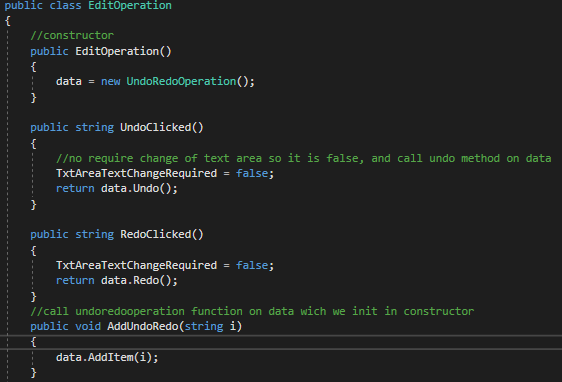 public class EditOperation
{
//constructor
public EditOperation()
{
data = new UndoRedoOperation();
}
public string UndoClicked()
{
//no require change of text area so it is false, and call undo method on data
TxtAreaTextChangeRequired = false;
return data.Undo();
}
public string RedoClicked()
{
TxtAreaTextChangeRequired = false;
return data.Redo();
}
//call undoredooperation function on data wich we init in constructor
public void AddUndoRedo(string i)
{
data.AddItem(i);
}